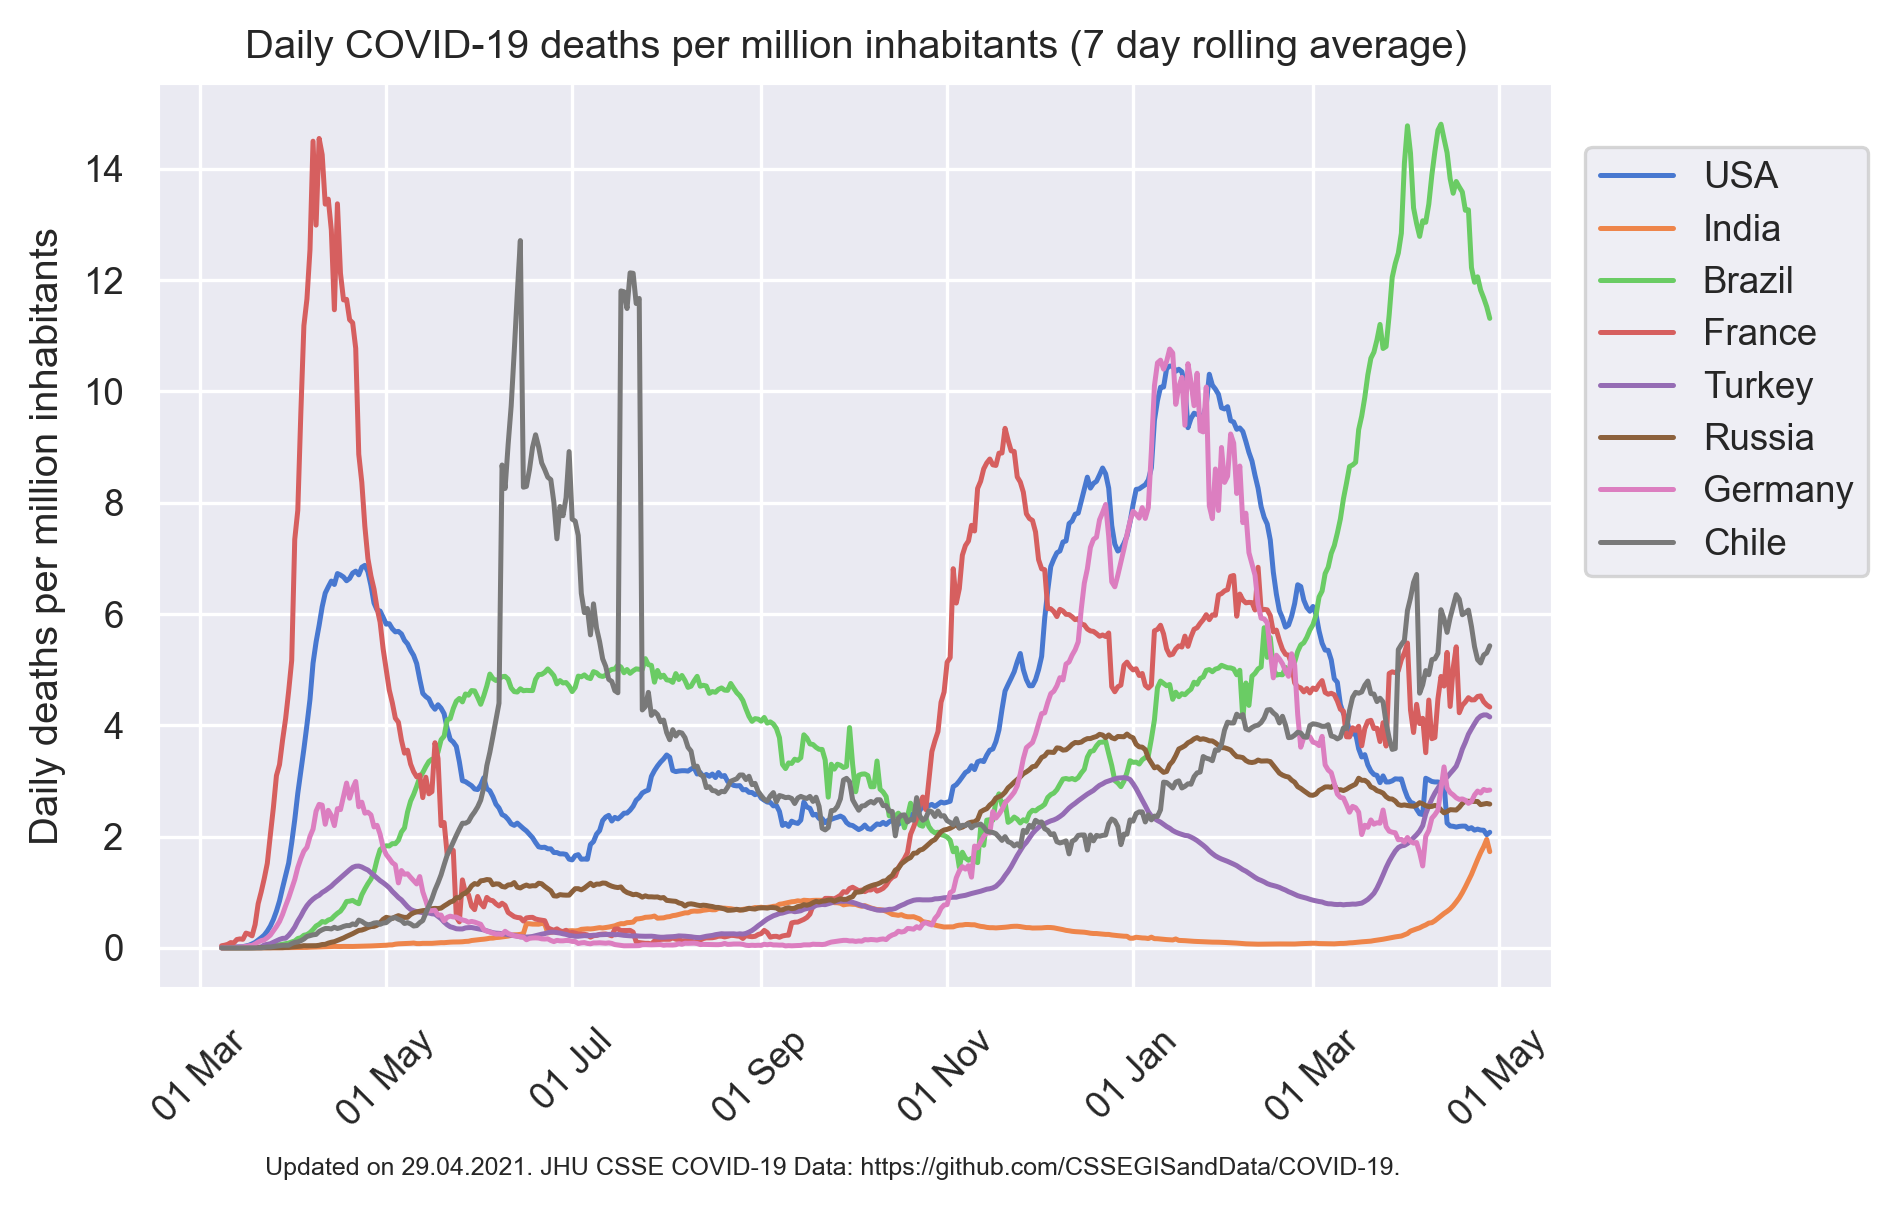 Daily COVID-19 deaths per million inhabitants (7 day rolling average)
Daily deaths per million inhabitants
14
12
10
8
6
4
2
0
01 Mar
01 May
01 Jul
01 Sep
01 Nov
01 Jan
01 Mar
01 May
USA
India
Brazil
France
Turkey
Russia
Germany
Chile
Updated on 29.04.2021. JHU CSSE COVID-19 Data: https://github.com/CSSEGISandData/COVID-19.